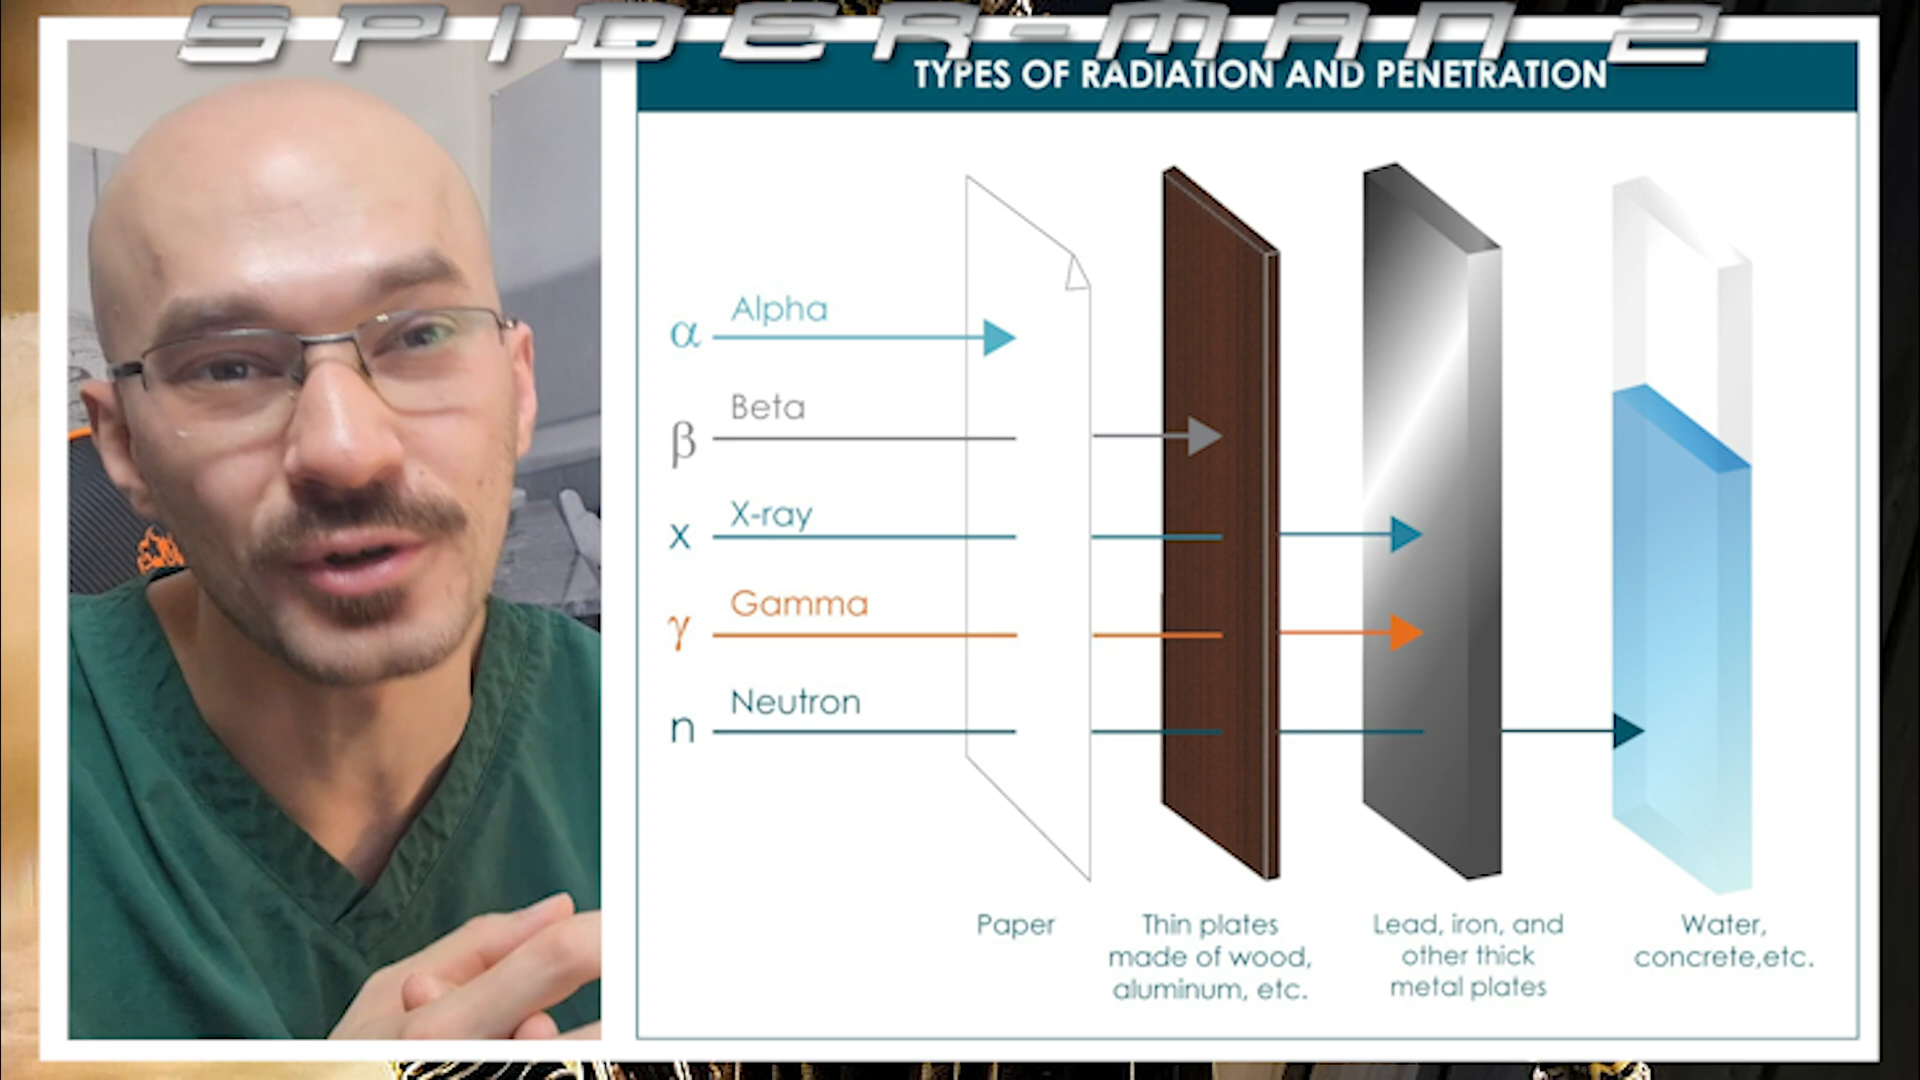 SPIDER-MAN 2
TYPES OF RADIATION AND PENETRATION
α Alpha
β Beta
x X-ray
γ Gamma
n Neutron
Paper
Thin plates
made of wood,
aluminum, etc.
Lead, iron, and
other thick
metal plates
Water,
concrete,etc.